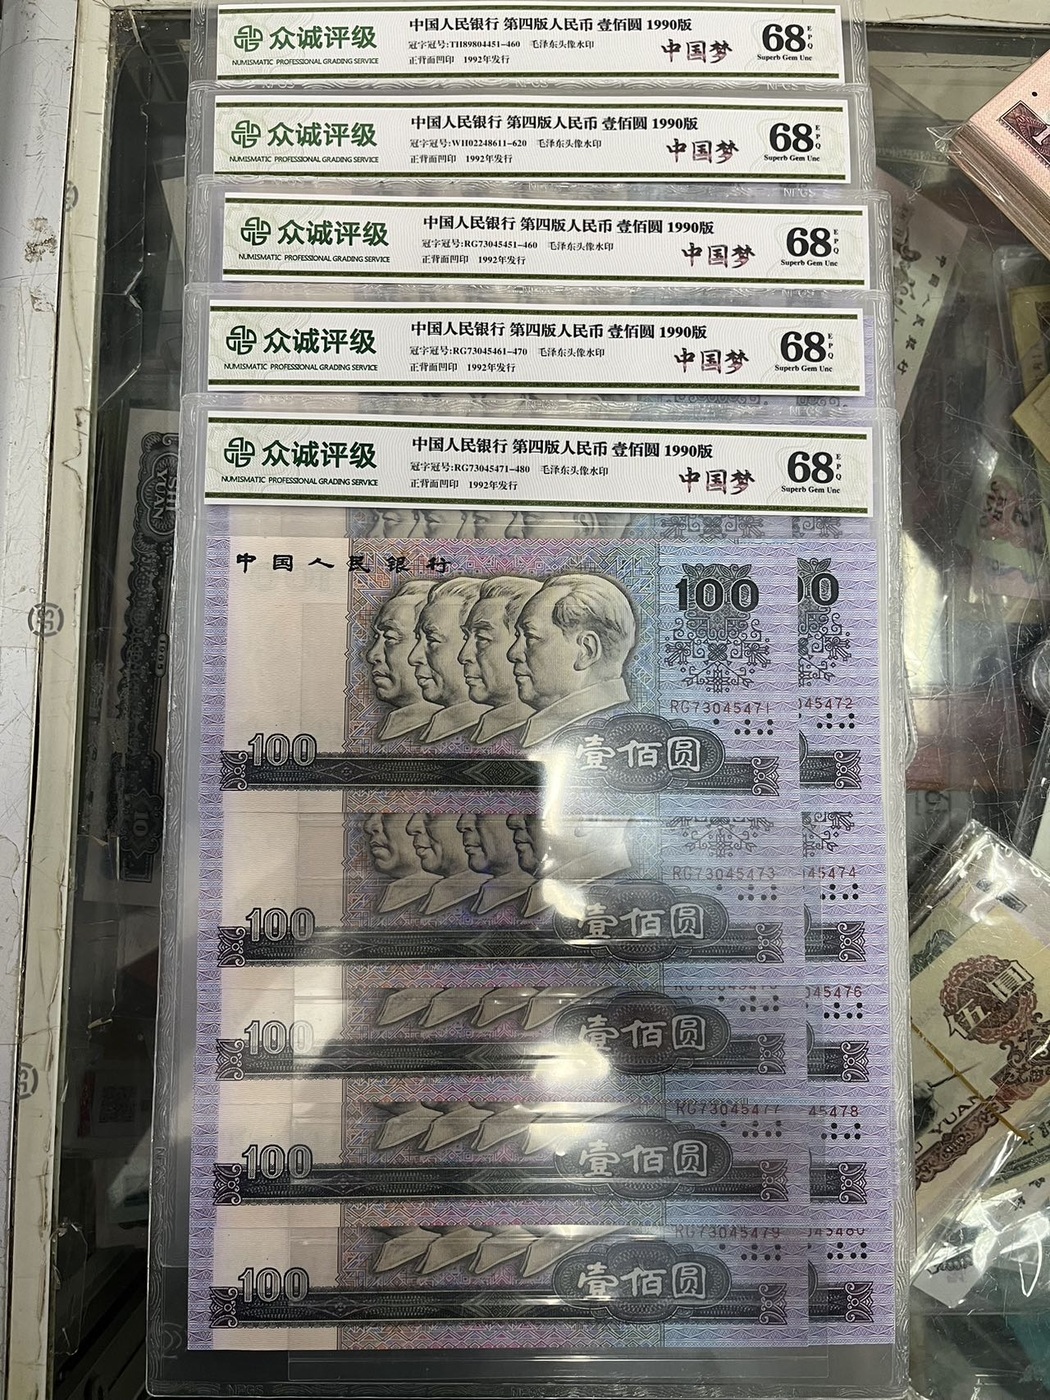 众诚评级
NUMISMATIC PROFESSIONAL GRADING SERVICE
中国人民银行 第四版人民币 壹佰圆 1990版
冠字冠号:TH89804451-460 毛泽东头像水印
正背面凹印 1992年发行
中国梦
68 EPQ
Superb Gem Unc
众诚评级
NUMISMATIC PROFESSIONAL GRADING SERVICE
中国人民银行 第四版人民币 壹佰圆 1990版
冠字冠号:WH02248611-620 毛泽东头像水印
正背面凹印 1992年发行
中国梦
68 EPQ
Superb Gem Unc
NPGS
众诚评级
NUMISMATIC PROFESSIONAL GRADING SERVICE
中国人民银行 第四版人民币 壹佰圆 1990版
冠字冠号:RG73045451-460 毛泽东头像水印
正背面凹印 1992年发行
中国梦
68 EPQ
Superb Gem Unc
众诚评级
NUMISMATIC PROFESSIONAL GRADING SERVICE
中国人民银行 第四版人民币 壹佰圆 1990版
冠字冠号:RG73045461-470 毛泽东头像水印
正背面凹印 1992年发行
中国梦
68 EPQ
Superb Gem Unc
众诚评级
NUMISMATIC PROFESSIONAL GRADING SERVICE
中国人民银行 第四版人民币 壹佰圆 1990版
冠字冠号:RG73045471-480 毛泽东头像水印
正背面凹印 1992年发行
中国梦
68 EPQ
Superb Gem Unc
中国人民银行
100
RG73045471
45472
100
壹佰圆
RG73045473
45474
100
壹佰圆
45476
100
壹佰圆
RG73045477
45478
100
壹佰圆
RG73045479
45480
100
壹佰圆
YUAN